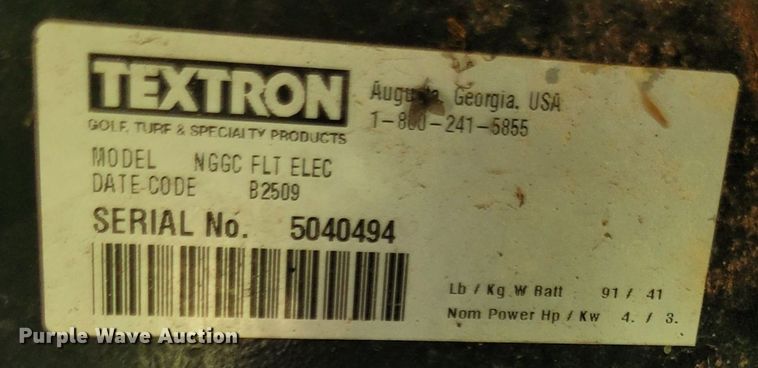 TEXTRON
GOLF, TURF & SPECIALTY PRODUCTS
Augusta, Georgia. USA
1-800-241-5855
MODEL NGGC FLT ELEC
DATE-CODE B2509
SERIAL No. 5040494
Lb / Kg W Batt 91 / 41
Nom Power Hp / Kw 4. / 3.
Purple Wave Auction